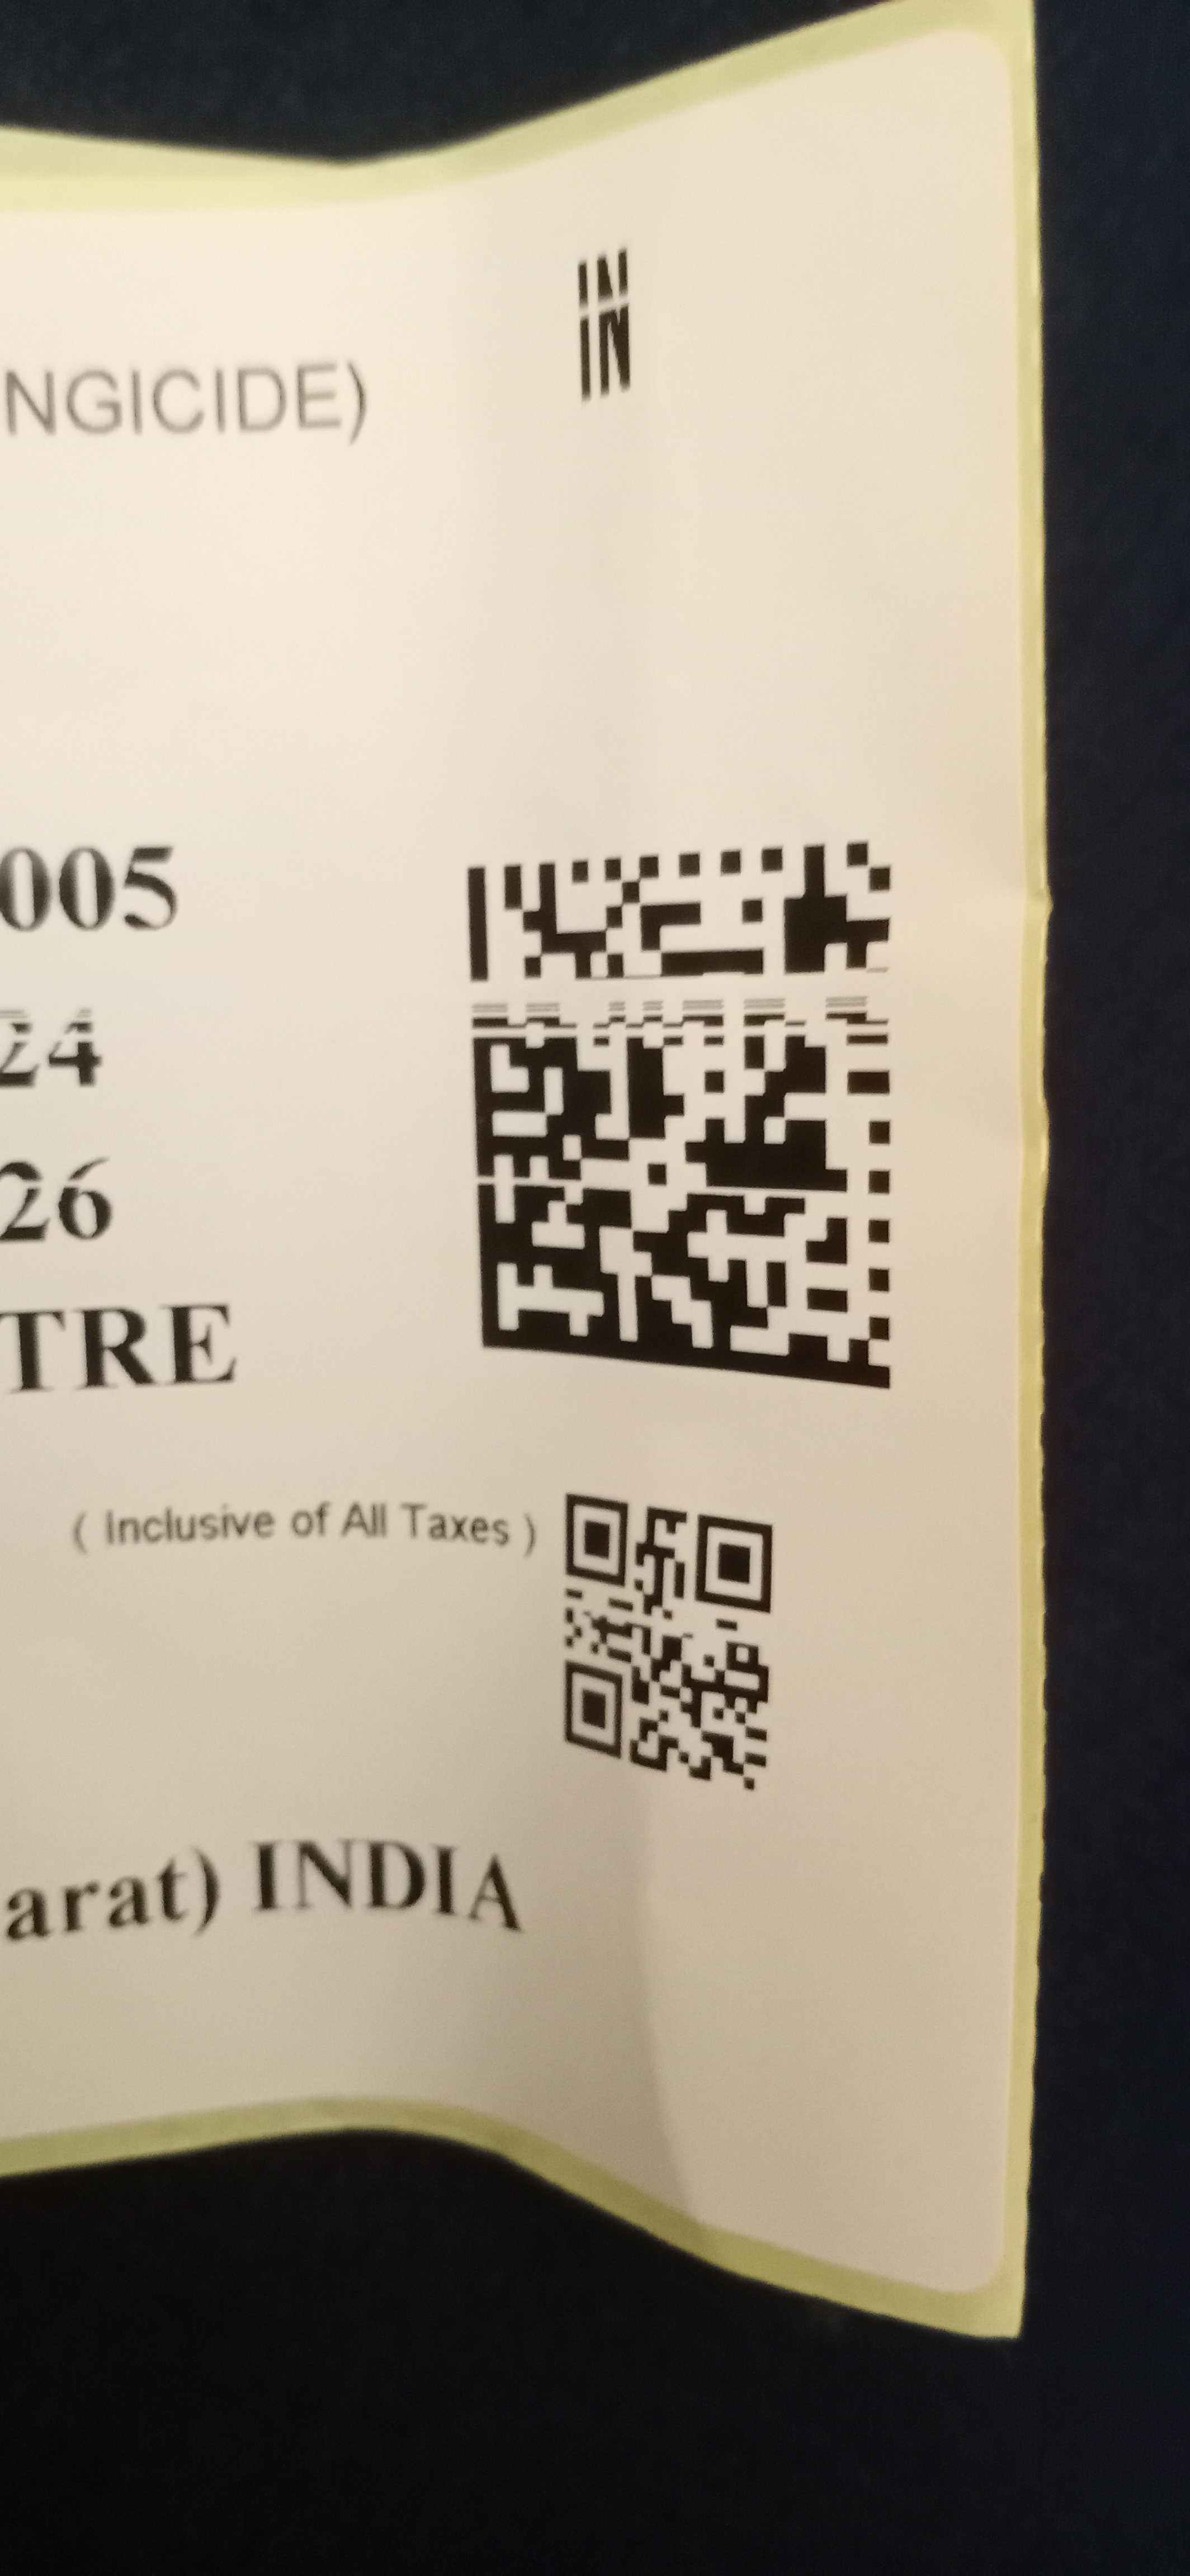 IN
NGICIDE)
005
24
26
TRE
( Inclusive of All Taxes )
arat) INDIA